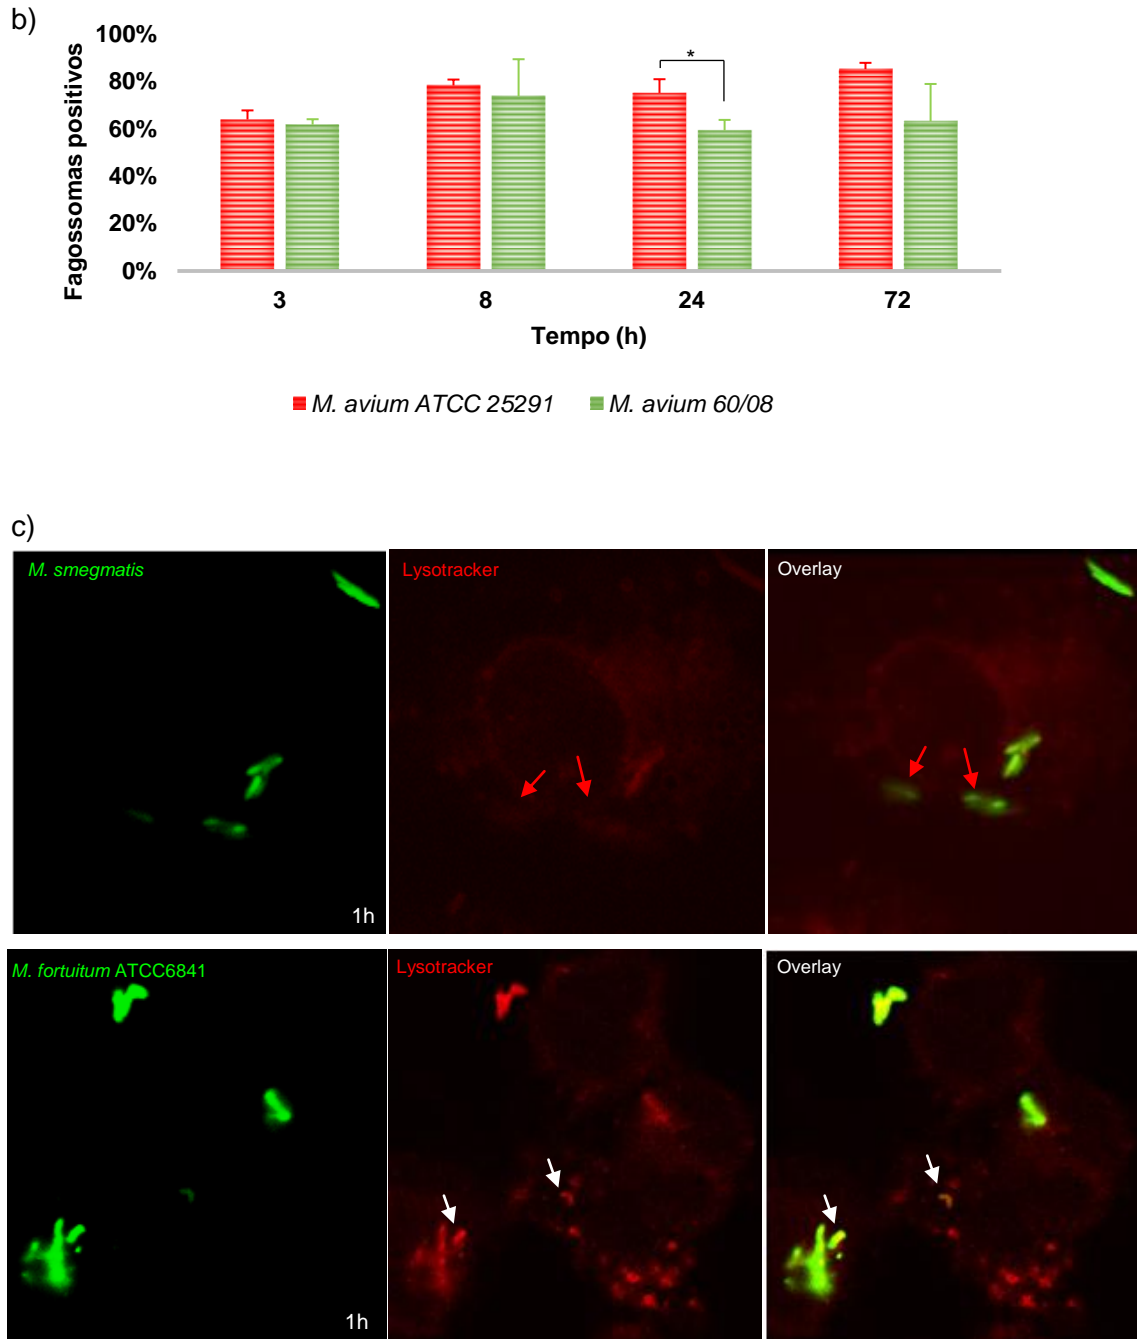 b)
100%
80%
60%
40%
20%
0%
Fagossomas positivos
*
3 8 24 72
Tempo (h)
M. avium ATCC 25291 M. avium 60/08
c)
M. smegmatis Lysotracker Overlay
1h
M. fortuitum ATCC6841 Lysotracker Overlay
1h